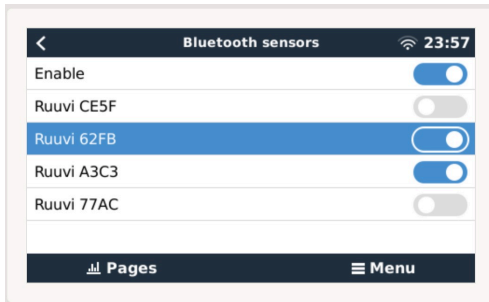 Bluetooth sensors 23:57
Enable
Ruuvi CE5F
Ruuvi 62FB
Ruuvi A3C3
Ruuvi 77AC
Pages Menu